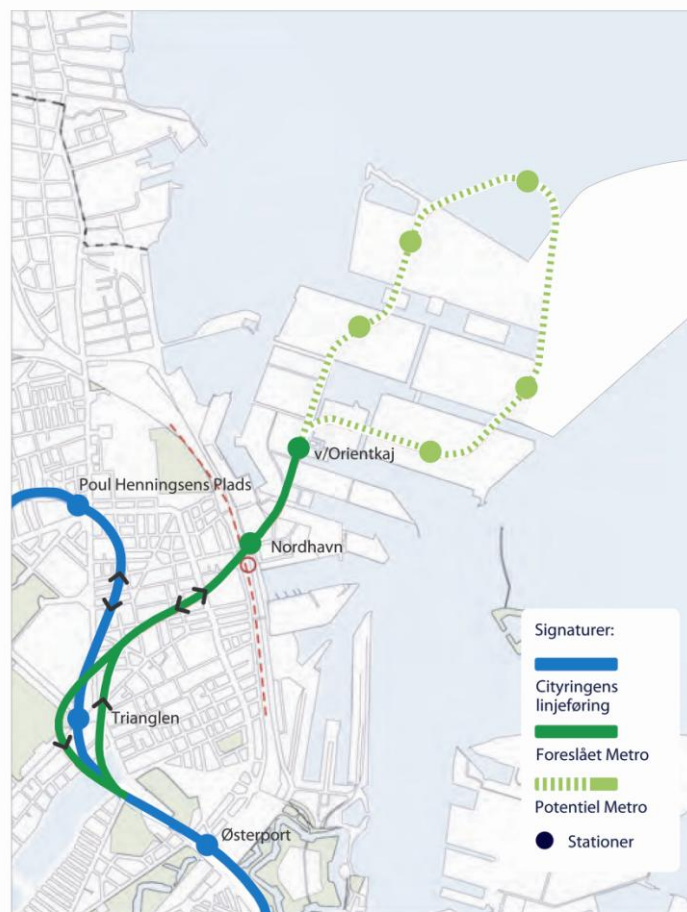 v/Orientkaj
Poul Henningsens Plads
Nordhavn
Trianglen
Østerport
Signaturer:
Cityringens
linjeføring
Foreslået Metro
Potentiel Metro
Stationer